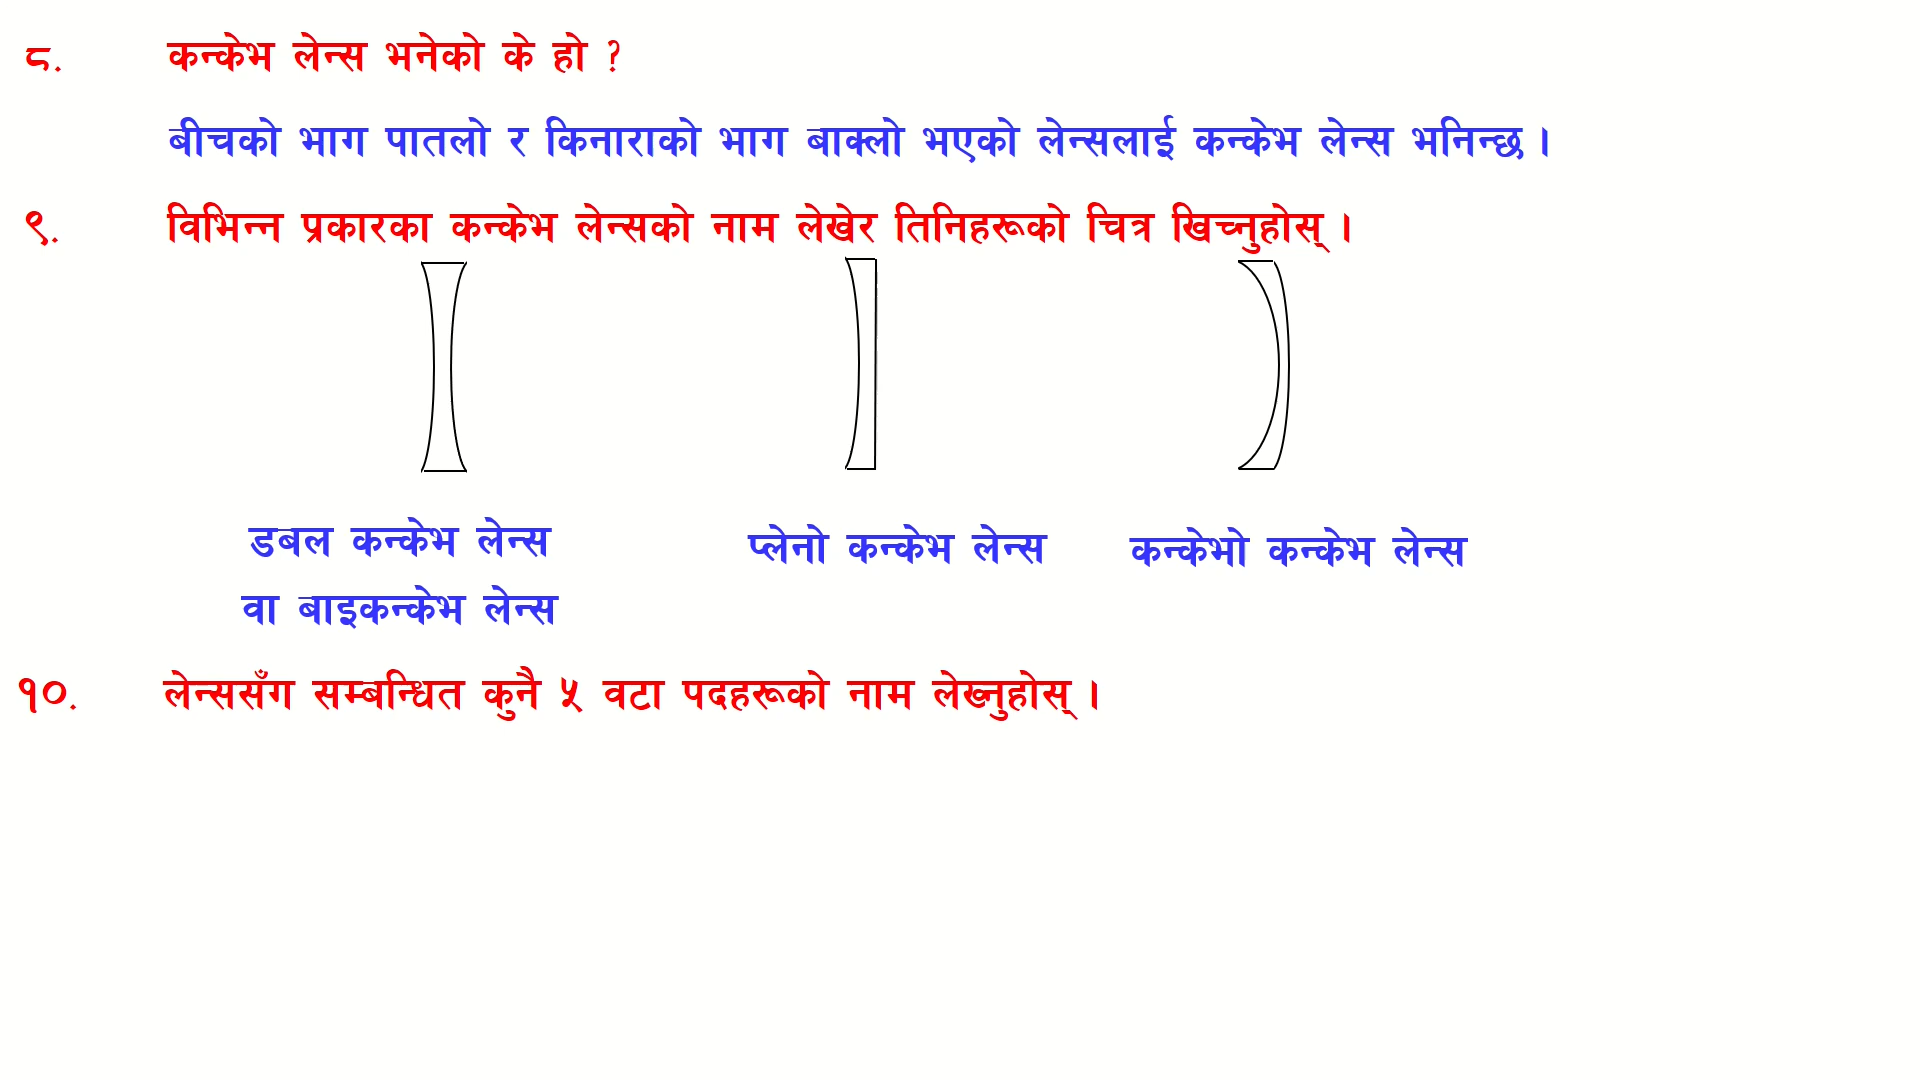 ८. कन्केभ लेन्स भनेको के हो ?
बीचको भाग पातलो र किनाराको भाग बाक्लो भएको लेन्सलाई कन्केभ लेन्स भनिन्छ ।
९. विभिन्न प्रकारका कन्केभ लेन्सको नाम लेखेर तिनिहरूको चित्र खिच्नुहोस् ।
डबल कन्केभ लेन्स
वा बाइकन्केभ लेन्स
प्लेनो कन्केभ लेन्स
कन्केभो कन्केभ लेन्स
१०. लेन्ससँग सम्बन्धित कुनै ५ वटा पदहरूको नाम लेख्नुहोस् ।